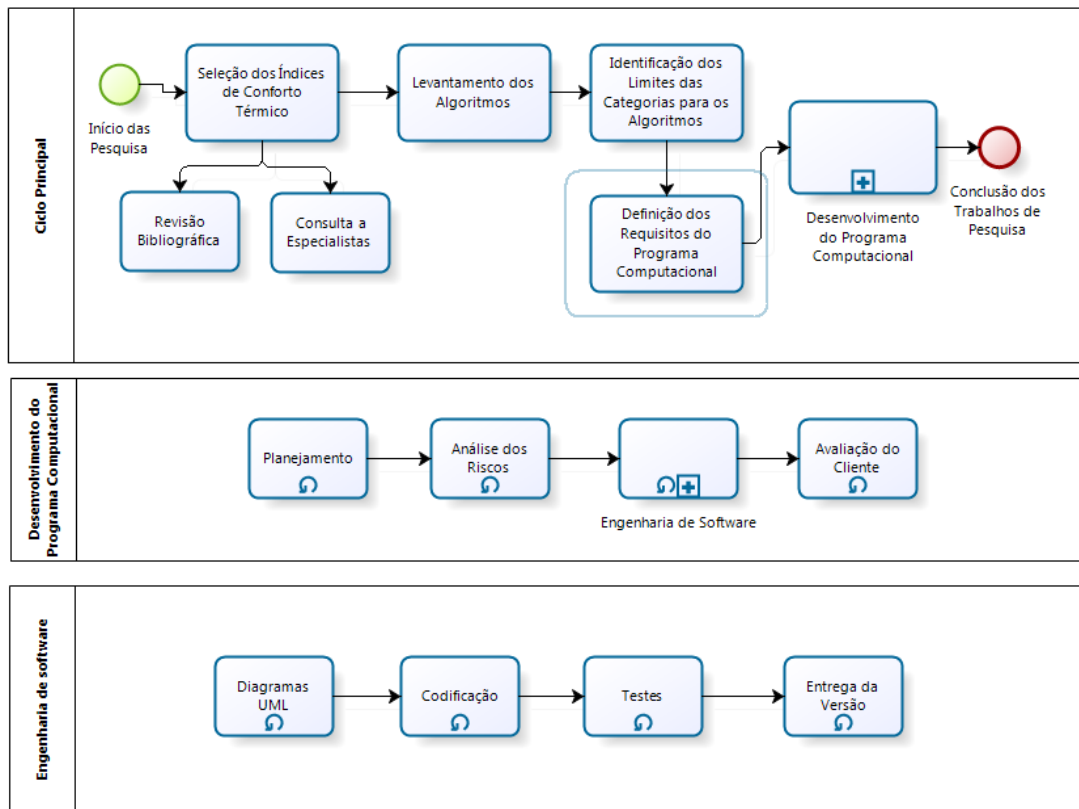 Ciclo Principal
Início das
Pesquisa
Seleção dos Índices
de Conforto
Térmico
Levantamento dos
Algoritmos
Identificação dos
Limites das
Categorias para os
Algoritmos
Revisão
Bibliográfica
Consulta a
Especialistas
Definição dos
Requisitos do
Programa
Computacional
Desenvolvimento
do Programa
Computacional
Conclusão dos
Trabalhos de
Pesquisa
Desenvolvimento do
Programa Computacional
Planejamento
Análise dos
Riscos
Engenharia de Software
Avaliação do
Cliente
Engenharia de software
Diagramas
UML
Codificação
Testes
Entrega da
Versão